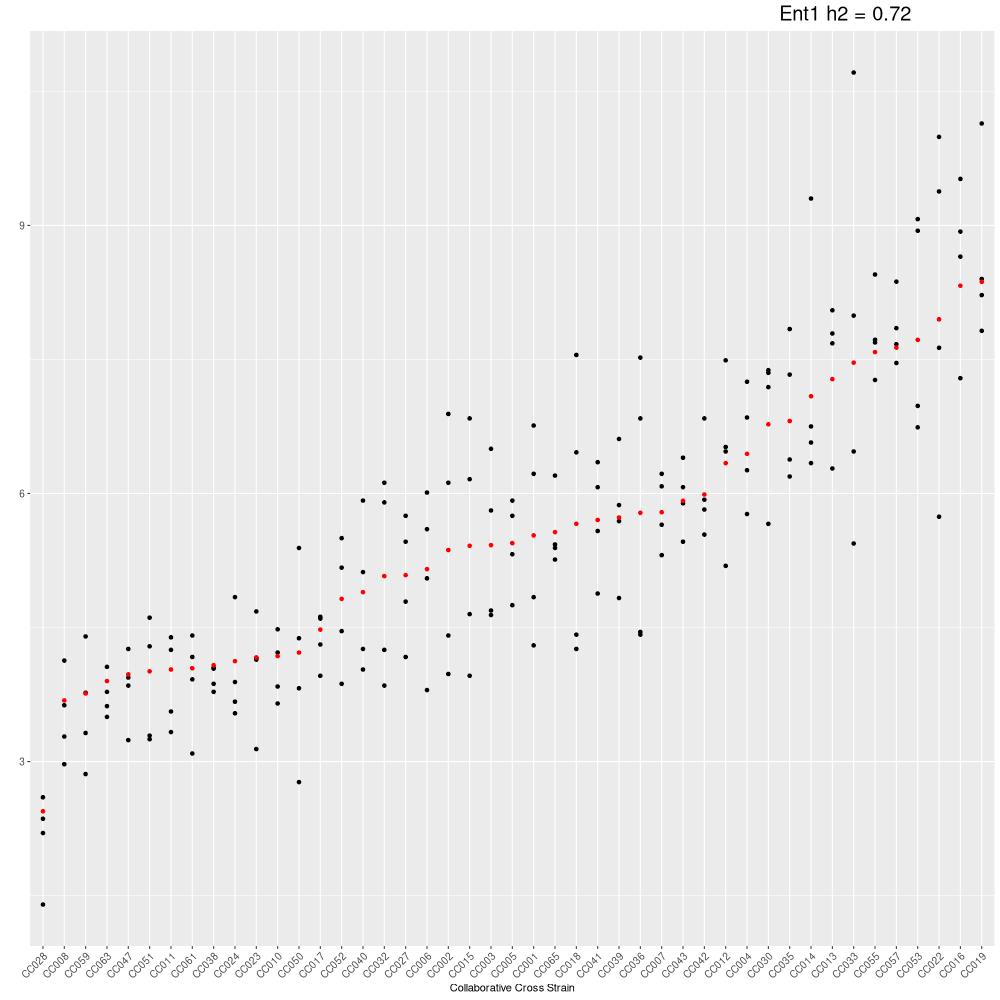 Ent1 h2 = 0.72
9
6
3
CC028 CC008 CC059 CC063 CC047 CC051 CC011 CC061 CC038 CC024 CC023 CC010 CC050 CC017 CC052 CC040 CC032 CC027 CC006 CC002 CC015 CC003 CC005 CC001 CC065 CC018 CC041 CC039 CC036 CC007 CC043 CC042 CC012 CC004 CC030 CC035 CC014 CC013 CC033 CC055 CC057 CC053 CC022 CC016 CC019
Collaborative Cross Strain